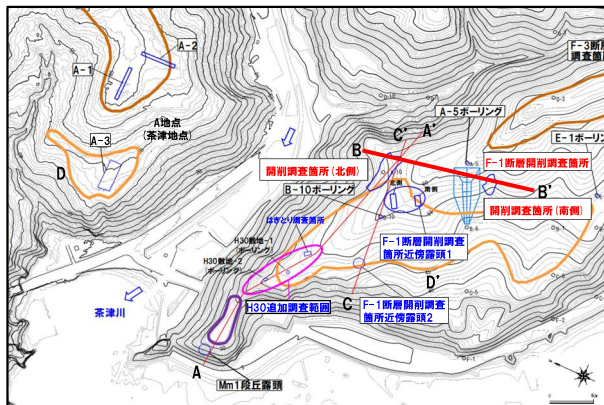 A-1
A-2
A地点
(茶津地点)
A-3
D
F-3断層
調査箇所
A-5ボーリング
E-1ボーリング
C'
A'
B
開削調査箇所(北側)
F-1断層開削調査箇所
B'
開削調査箇所(南側)
B-10ボーリング
北側
南側
はぎとり調査箇所
F-1断層開削調査
箇所近傍露頭1
H30敷地-1
(ボーリング)
H30敷地-2
(ボーリング)
D'
H30追加調査範囲
C
F-1断層開削調査
箇所近傍露頭2
茶津川
A
Mm1段丘露頭